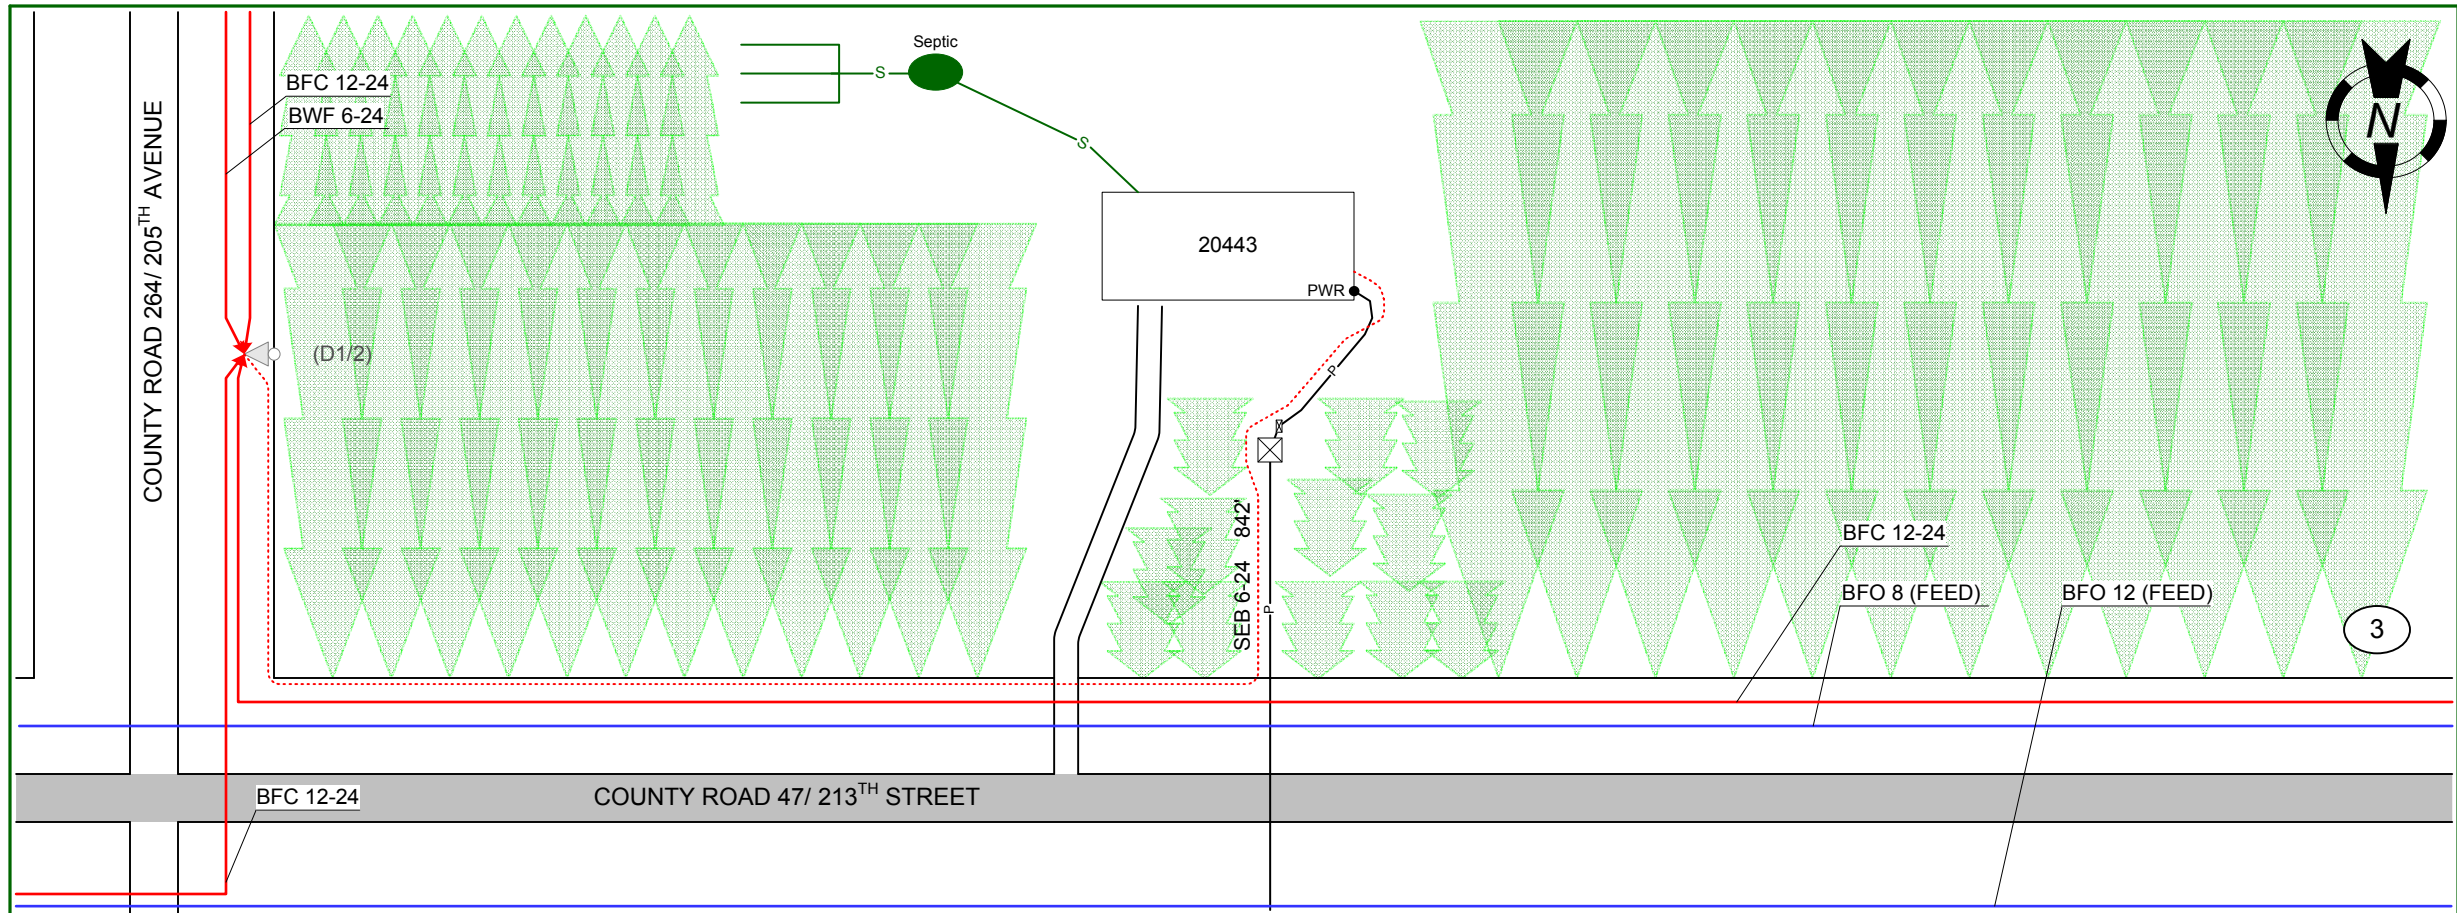 Septic
BFC 12-24
BWF 6-24
S
S
N
COUNTY ROAD 264/ 205TH AVENUE
20443
PWR
(D1/2)
P
SEB 6-24 842'
P
BFC 12-24
BFO 8 (FEED)
BFO 12 (FEED)
3
BFC 12-24
COUNTY ROAD 47/ 213TH STREET